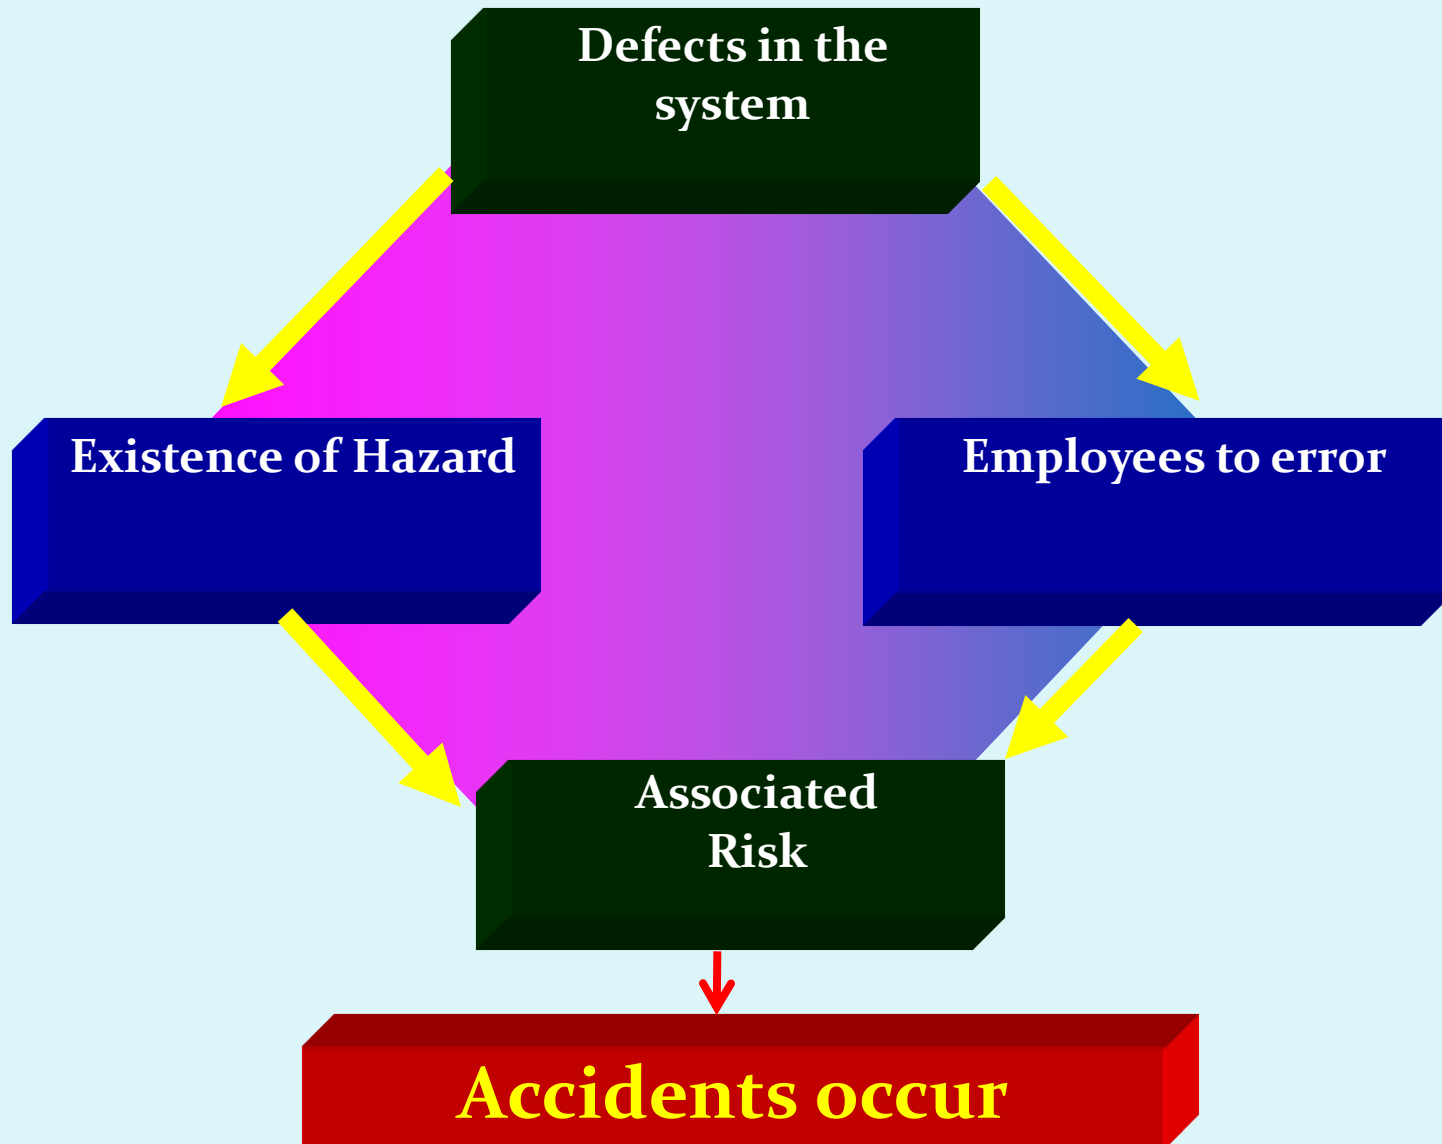 Defects in the
system
Existence of Hazard
Employees to error
Associated
Risk
Accidents occur